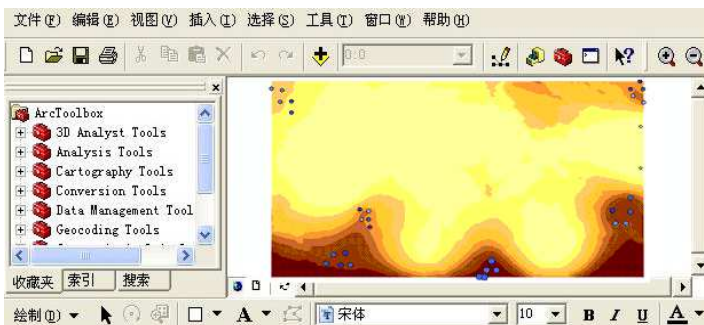 文件(F) 编辑(E) 视图(V) 插入(I) 选择(S) 工具(T) 窗口(W) 帮助(H)
0:0
ArcToolbox
3D Analyst Tools
Analysis Tools
Cartography Tools
Conversion Tools
Data Management Tool
Geocoding Tools
收藏夹 索引 搜索
绘制(D) A 宋体 10 B I U A